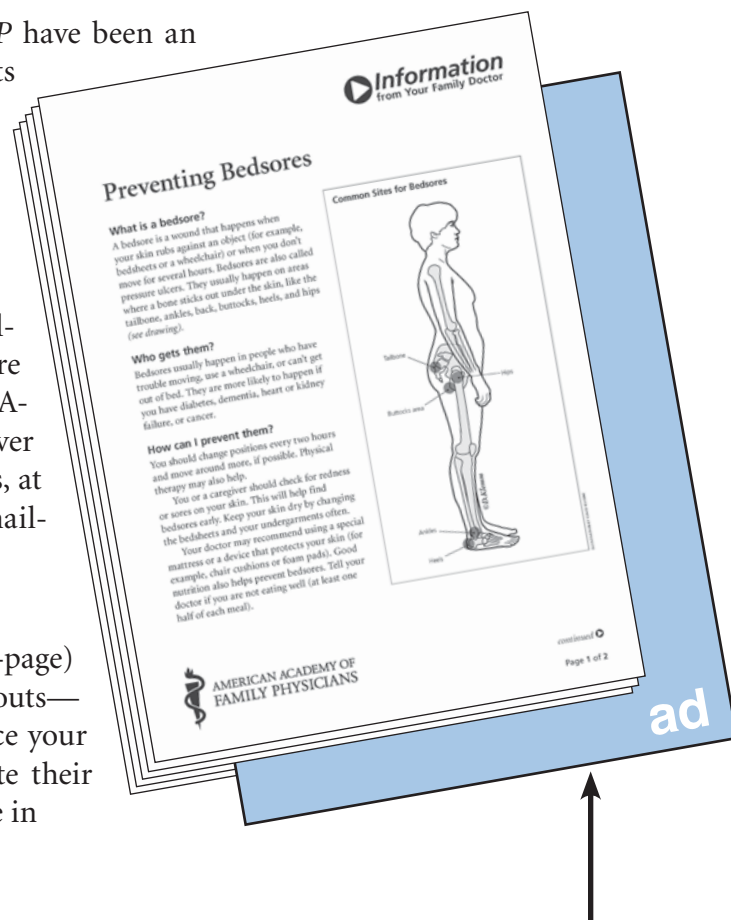 P have been an
ts
l-
re
A-
ver
s, at
nail-
-page)
outs—
ce your
te their
e in
Information
from Your Family Doctor
Preventing Bedsores
What is a bedsore?
A bedsore is a wound that happens when
your skin rubs against an object (for example,
bedsheets or a wheelchair) or when you don't
move for several hours. Bedsores are also called
pressure ulcers. They usually happen on areas
where a bone sticks out under the skin, like the
tailbone, ankles, back, buttocks, heels, and hips
(see drawing).
Who gets them?
Bedsores usually happen in people who have
trouble moving, use a wheelchair, or can't get
out of bed. They are more likely to happen if
you have diabetes, dementia, heart or kidney
failure, or cancer.
How can I prevent them?
You should change positions every two hours
and move around more, if possible. Physical
therapy may also help.
You or a caregiver should check for redness
or sores on your skin. This will help find
bedsores early. Keep your skin dry by changing
the bedsheets and your undergarments often.
Your doctor may recommend using a special
mattress or a device that protects your skin (for
example, chair cushions or foam pads). Good
nutrition also helps prevent bedsores. Tell your
doctor if you are not eating well (at least one
half of each meal).
Common Sites for Bedsores
Tailbone
Hips
Buttocks area
Ankles
Heels
©D.Klemm
continued
Page 1 of 2
AMERICAN ACADEMY OF
FAMILY PHYSICIANS
ad